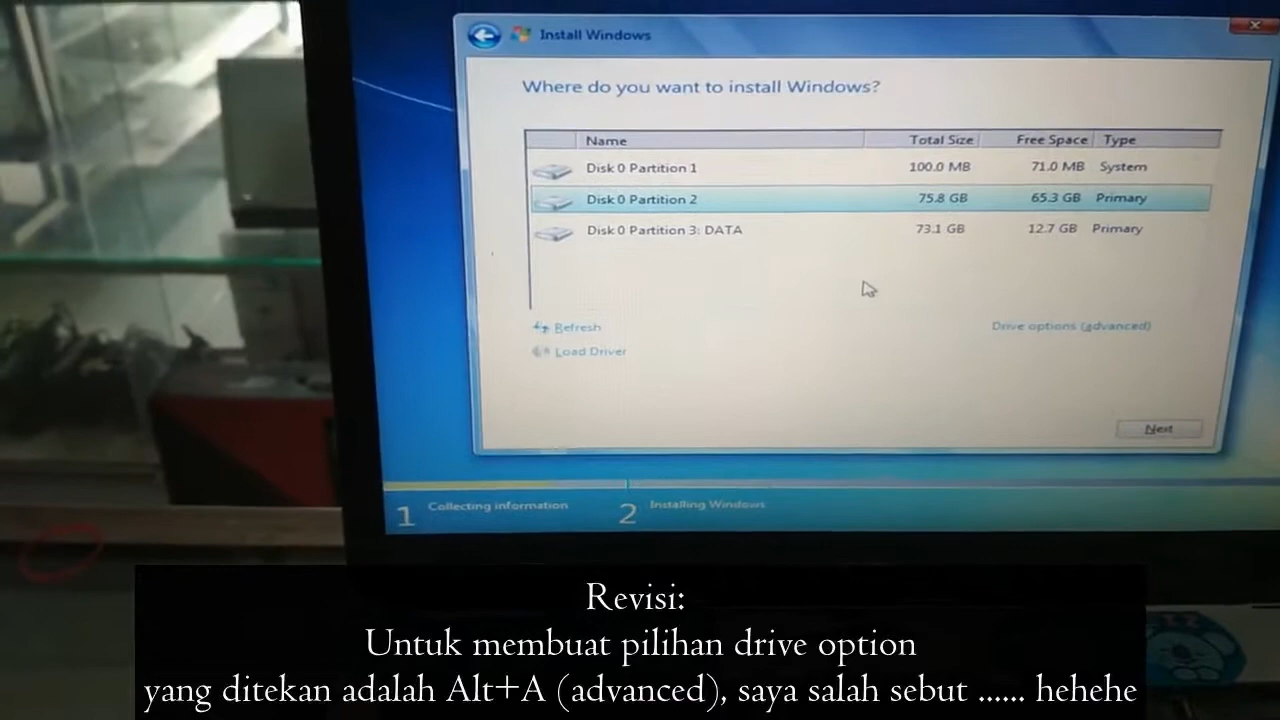 Install Windows
Where do you want to install Windows?
Name Total Size Free Space Type
Disk 0 Partition 1 100.0 MB 71.0 MB System
Disk 0 Partition 2 75.8 GB 65.3 GB Primary
Disk 0 Partition 3: DATA 73.1 GB 12.7 GB Primary
Refresh Drive options (advanced)
Load Driver
Next
1 Collecting information 2 Installing Windows
Revisi:
Untuk membuat pilihan drive option
yang ditekan adalah Alt+A (advanced), saya salah sebut ...... hehehe